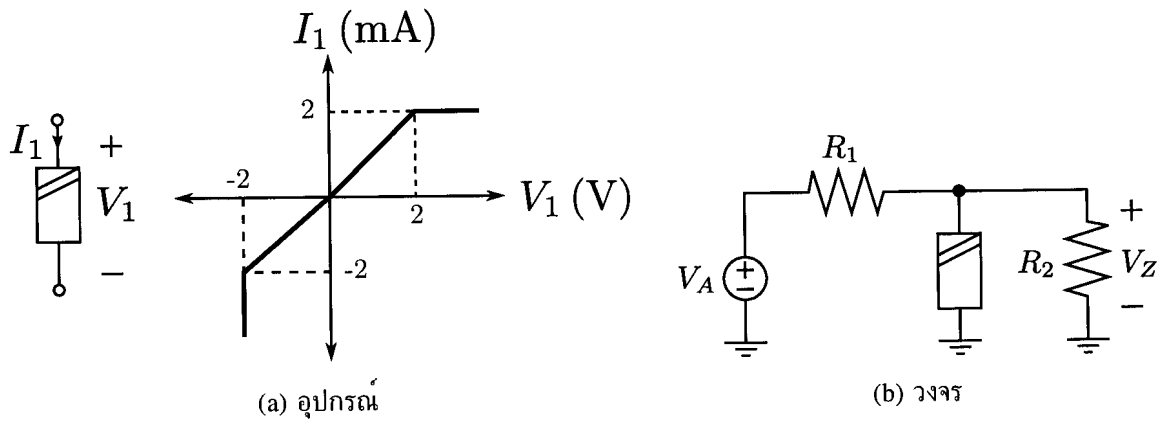 I₁ (mA)
2
I₁
+
-2
V₁
V₁ (V)
2
−
-2
(a) อุปกรณ์
R₁
V_A
+
−
R₂
+
V_Z
−
(b) วงจร